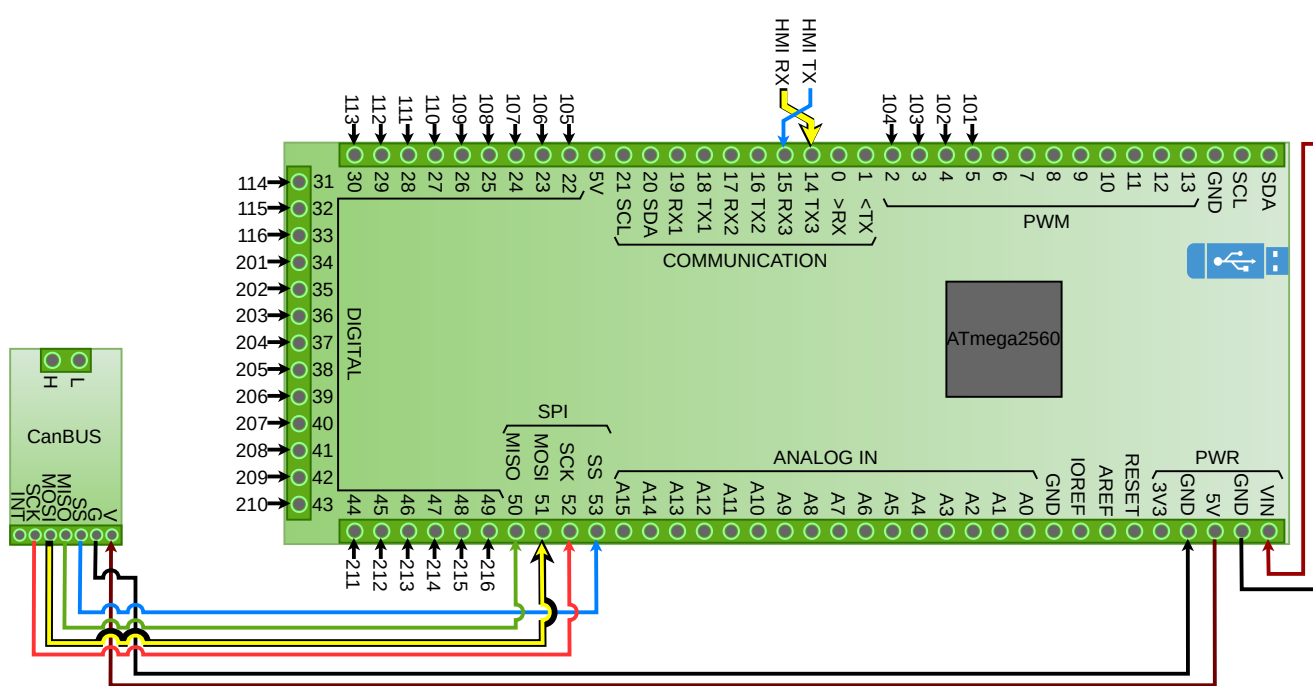 HMI RX
HMI TX
113
112
111
110
109
108
107
106
105
104
103
102
101
30
29
28
27
26
25
24
23
22
5V
21 SCL
20 SDA
19 RX1
18 TX1
17 RX2
16 TX2
15 RX3
14 TX3
0 >RX
1 <TX
2
3
4
5
6
7
8
9
10
11
12
13
GND
SCL
SDA
COMMUNICATION
PWM
114 31
115 32
116 33
201 34
202 35
203 36
204 37
205 38
206 39
207 40
208 41
209 42
210 43
DIGITAL
ATmega2560
H
L
CanBUS
INT
SCK
MOSI
MISO
SS
G
V
SPI
ANALOG IN
PWR
44
45
46
47
48
49
MISO 50
MOSI 51
SCK 52
SS 53
A15
A14
A13
A12
A11
A10
A9
A8
A7
A6
A5
A4
A3
A2
A1
A0
GND
IOREF
AREF
RESET
3V3
GND
5V
GND
VIN
211
212
213
214
215
216